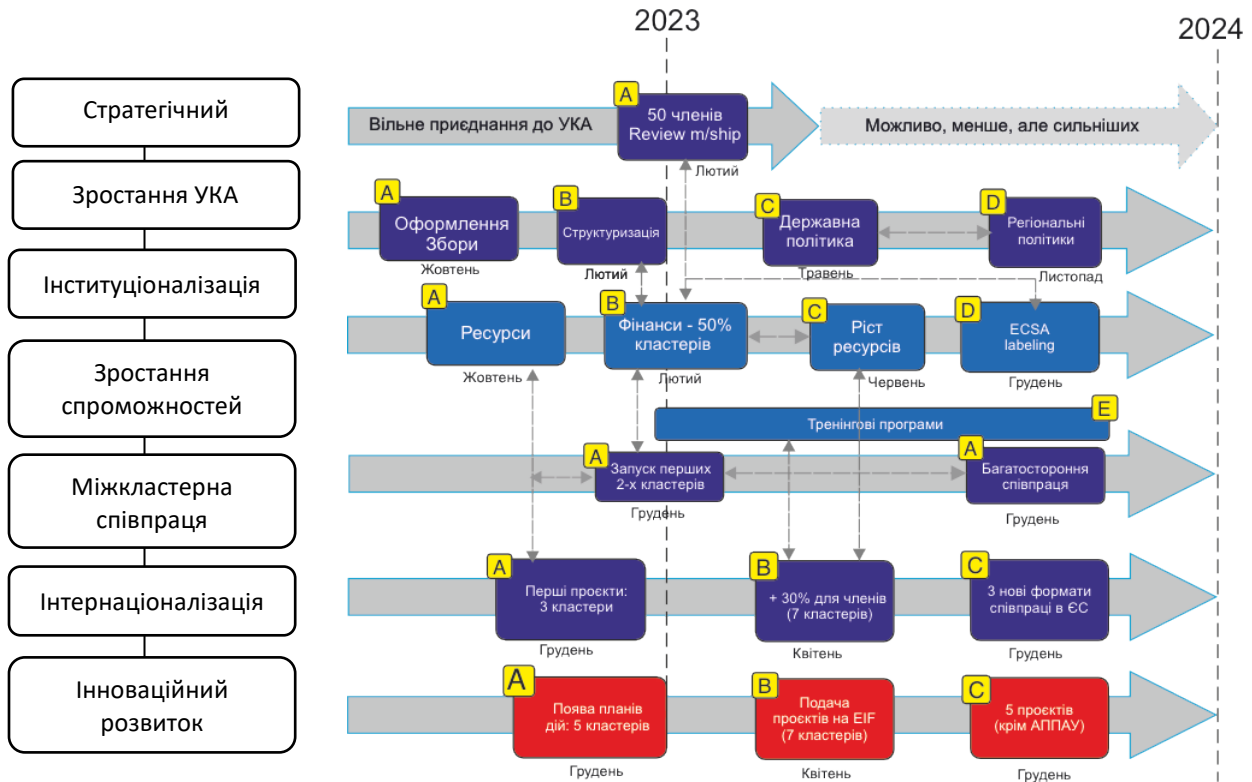 2023
2024
Стратегічний
Зростання УКА
Інституціоналізація
Зростання
спроможностей
Міжкластерна
співпраця
Інтернаціоналізація
Інноваційний
розвиток
Вільне приєднання до УКА
A
50 членів
Review m/ship
Лютий
Можливо, менше, але сильніших
A
Оформлення
Збори
Жовтень
B
Структуризація
Лютий
C
Державна
політика
Травень
D
Регіональні
політики
Листопад
A
Ресурси
Жовтень
B
Фінанси - 50%
кластерів
Лютий
C
Ріст
ресурсів
Червень
D
ECSA
labeling
Грудень
Тренінгові програми
E
A
Запуск перших
2-х кластерів
Грудень
A
Багатостороння
співпраця
Грудень
A
Перші проєкти:
3 кластери
Грудень
B
+ 30% для членів
(7 кластерів)
Квітень
C
3 нові формати
співпраці в ЄС
Грудень
A
Поява планів
дій: 5 кластерів
Грудень
B
Подача
проєктів на EIF
(7 кластерів)
Квітень
C
5 проєктів
(крім АППАУ)
Грудень